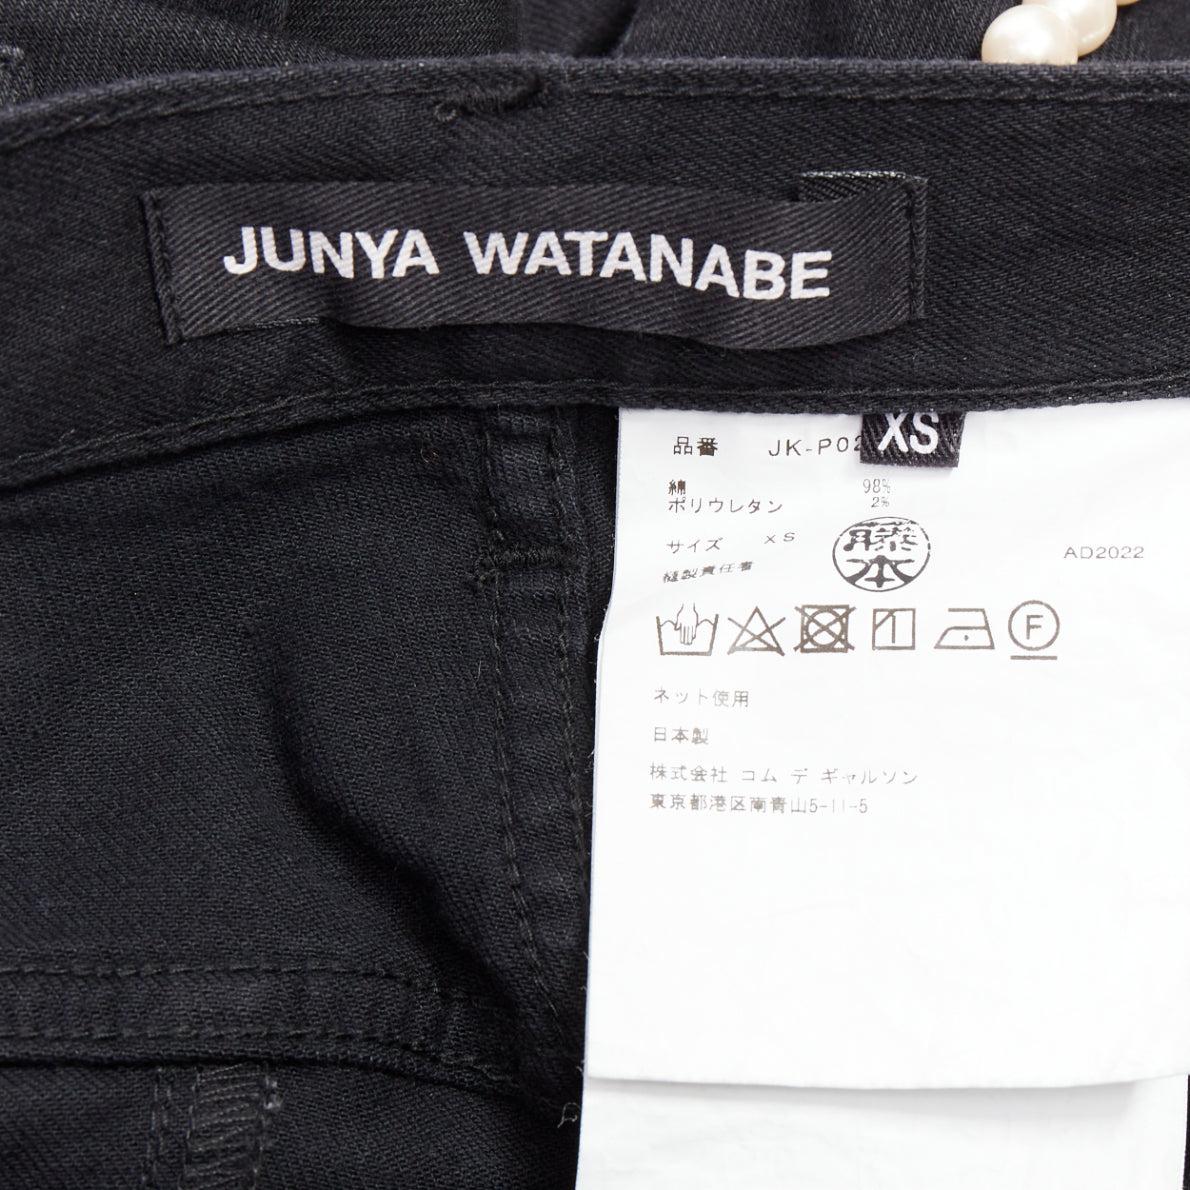 JUNYA WATANABE
XS
品番 JK-P02
綿 98%
ポリウレタン 2%
サイズ XS
縫製責任者 藤本
AD2022
1
F
ネット使用
日本製
株式会社 コム デ ギャルソン
東京都港区南青山5-11-5